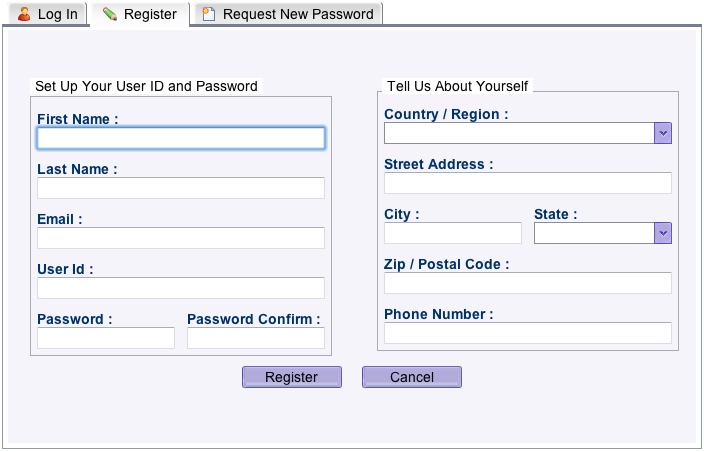 Log In
Register
Request New Password
Set Up Your User ID and Password
First Name :
Last Name :
Email :
User Id :
Password :
Password Confirm :
Tell Us About Yourself
Country / Region :
Street Address :
City :
State :
Zip / Postal Code :
Phone Number :
Register
Cancel